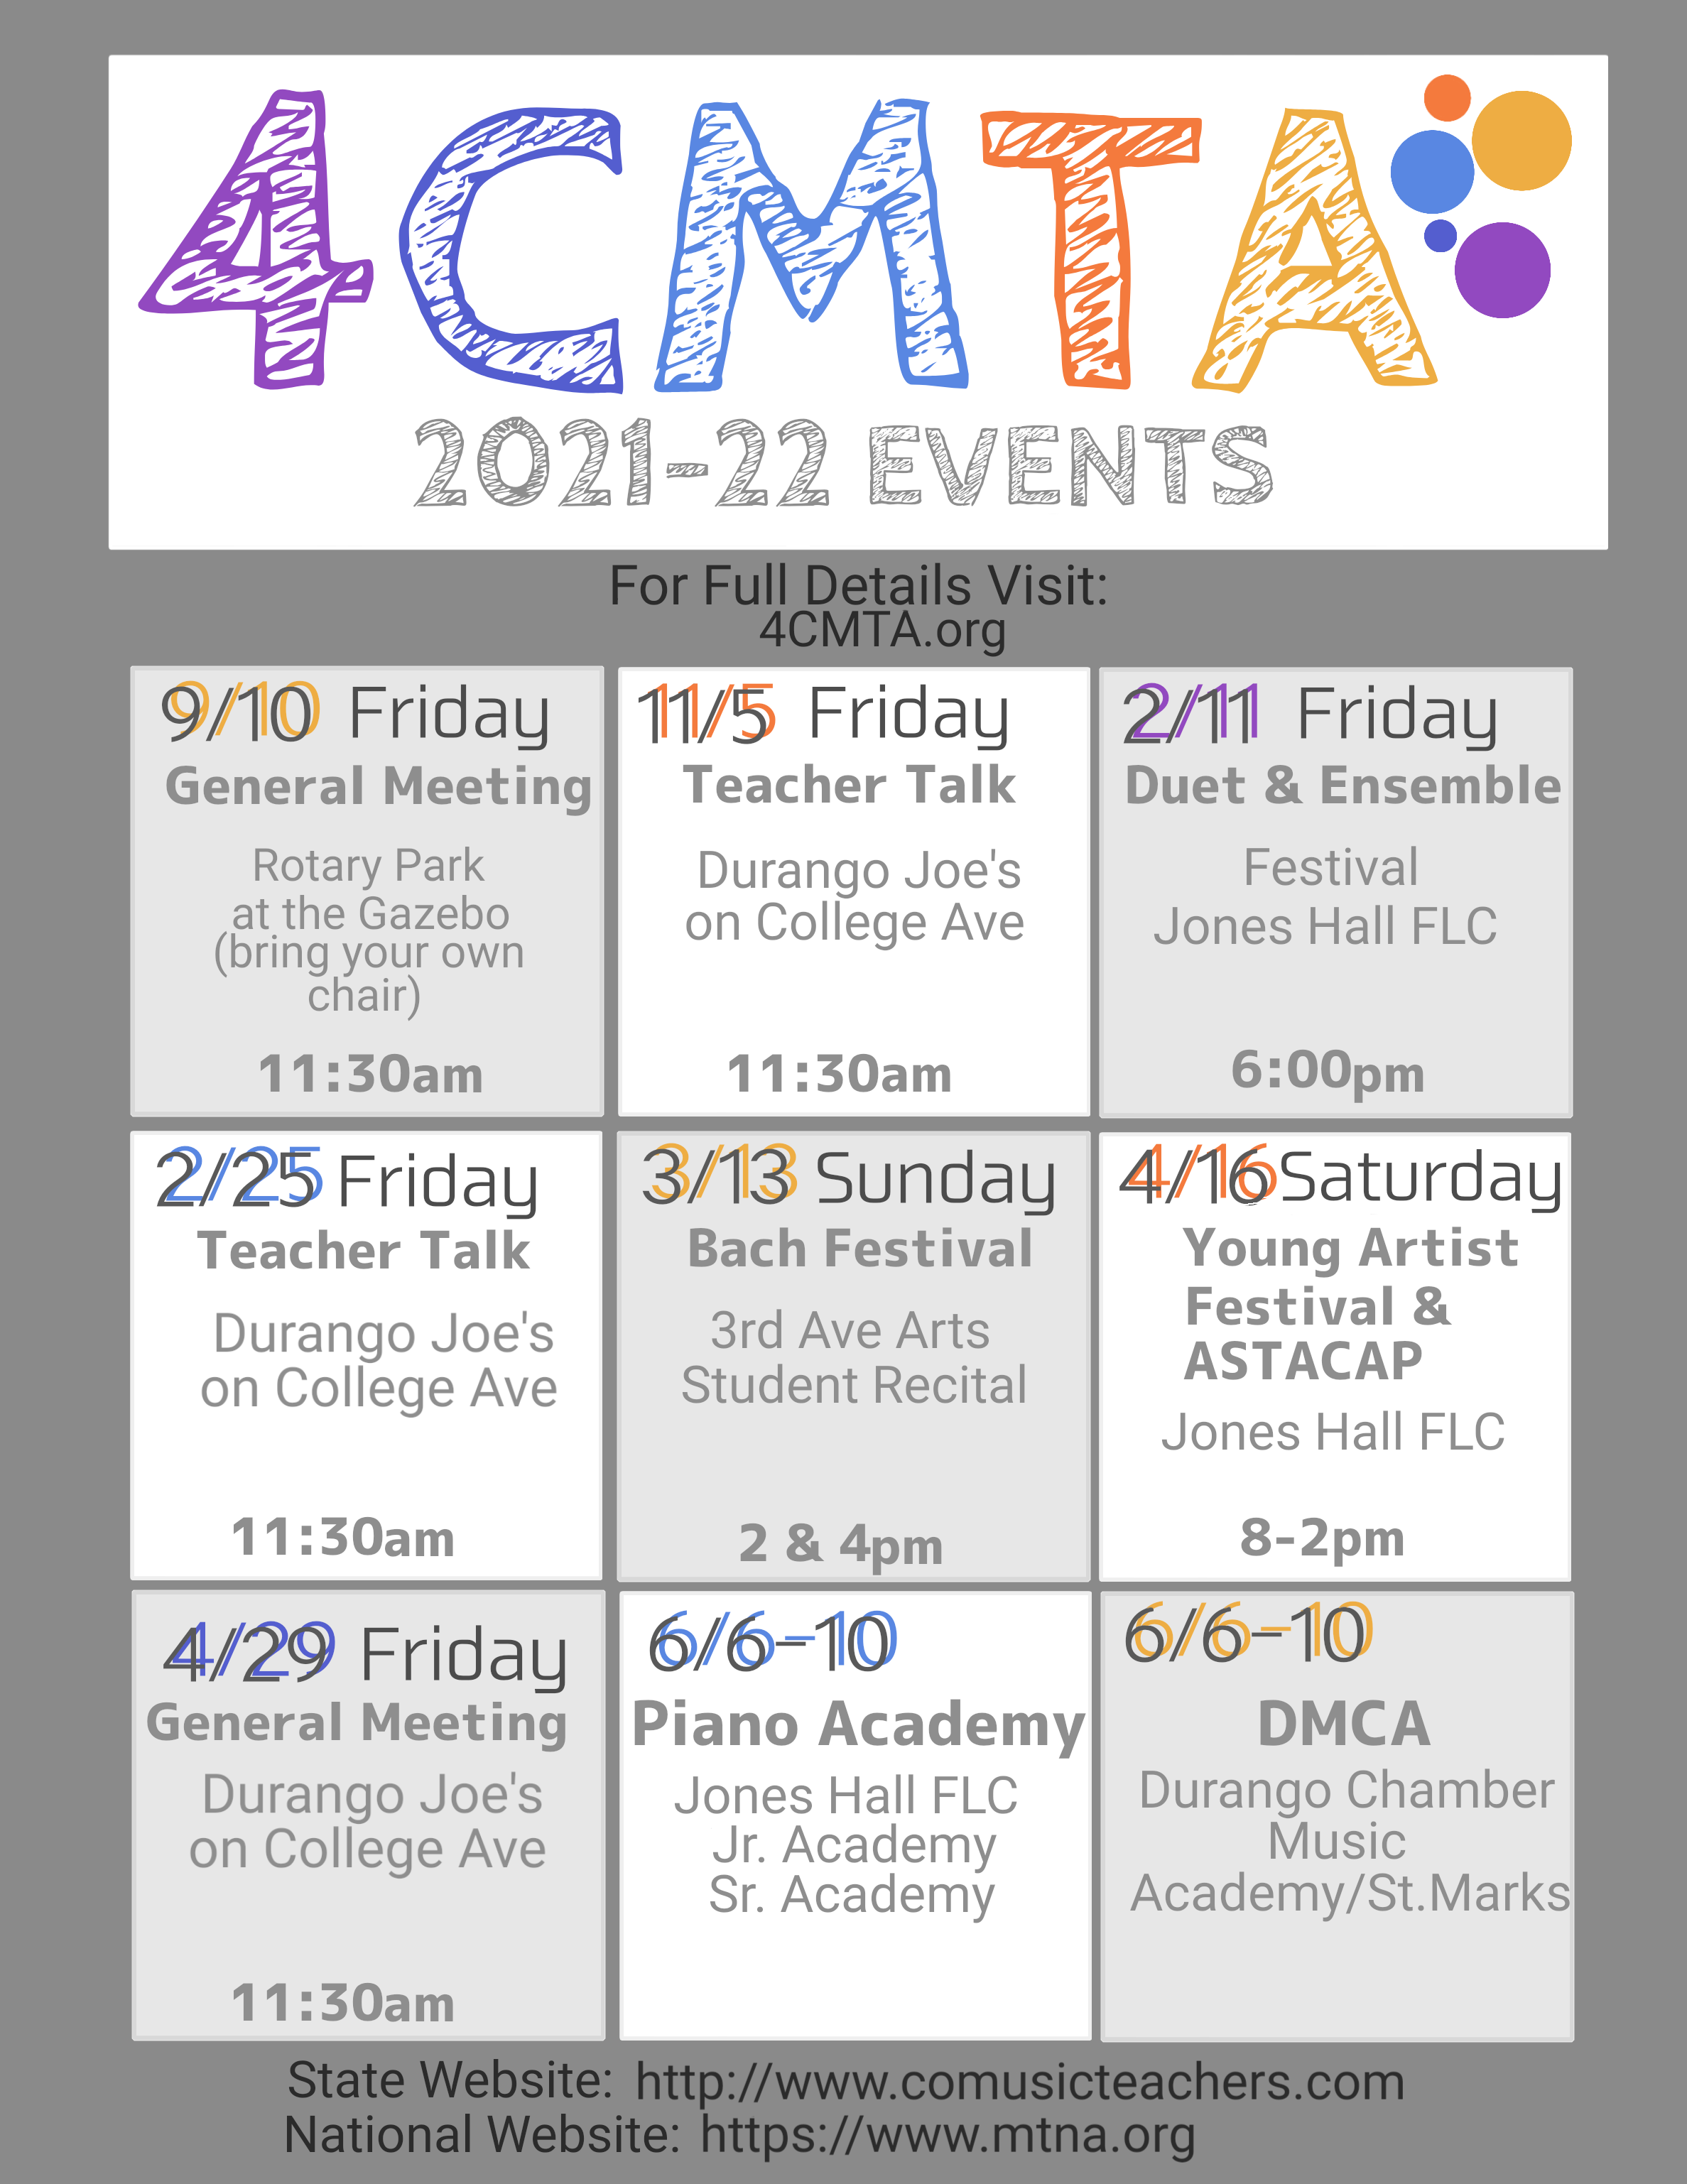 4CMTA
2021-22 EVENTS
For Full Details Visit:
4CMTA.org
9/10 Friday
General Meeting
Rotary Park
at the Gazebo
(bring your own
chair)
11:30am
11/5 Friday
Teacher Talk
Durango Joe's
on College Ave
11:30am
2/11 Friday
Duet & Ensemble
Festival
Jones Hall FLC
6:00pm
2/25 Friday
Teacher Talk
Durango Joe's
on College Ave
11:30am
3/13 Sunday
Bach Festival
3rd Ave Arts
Student Recital
2 & 4pm
4/16 Saturday
Young Artist
Festival &
ASTACAP
Jones Hall FLC
8-2pm
4/29 Friday
General Meeting
Durango Joe's
on College Ave
11:30am
6/6-10
Piano Academy
Jones Hall FLC
Jr. Academy
Sr. Academy
6/6-10
DMCA
Durango Chamber
Music
Academy/St.Marks
State Website: http://www.comusicteachers.com
National Website: https://www.mtna.org